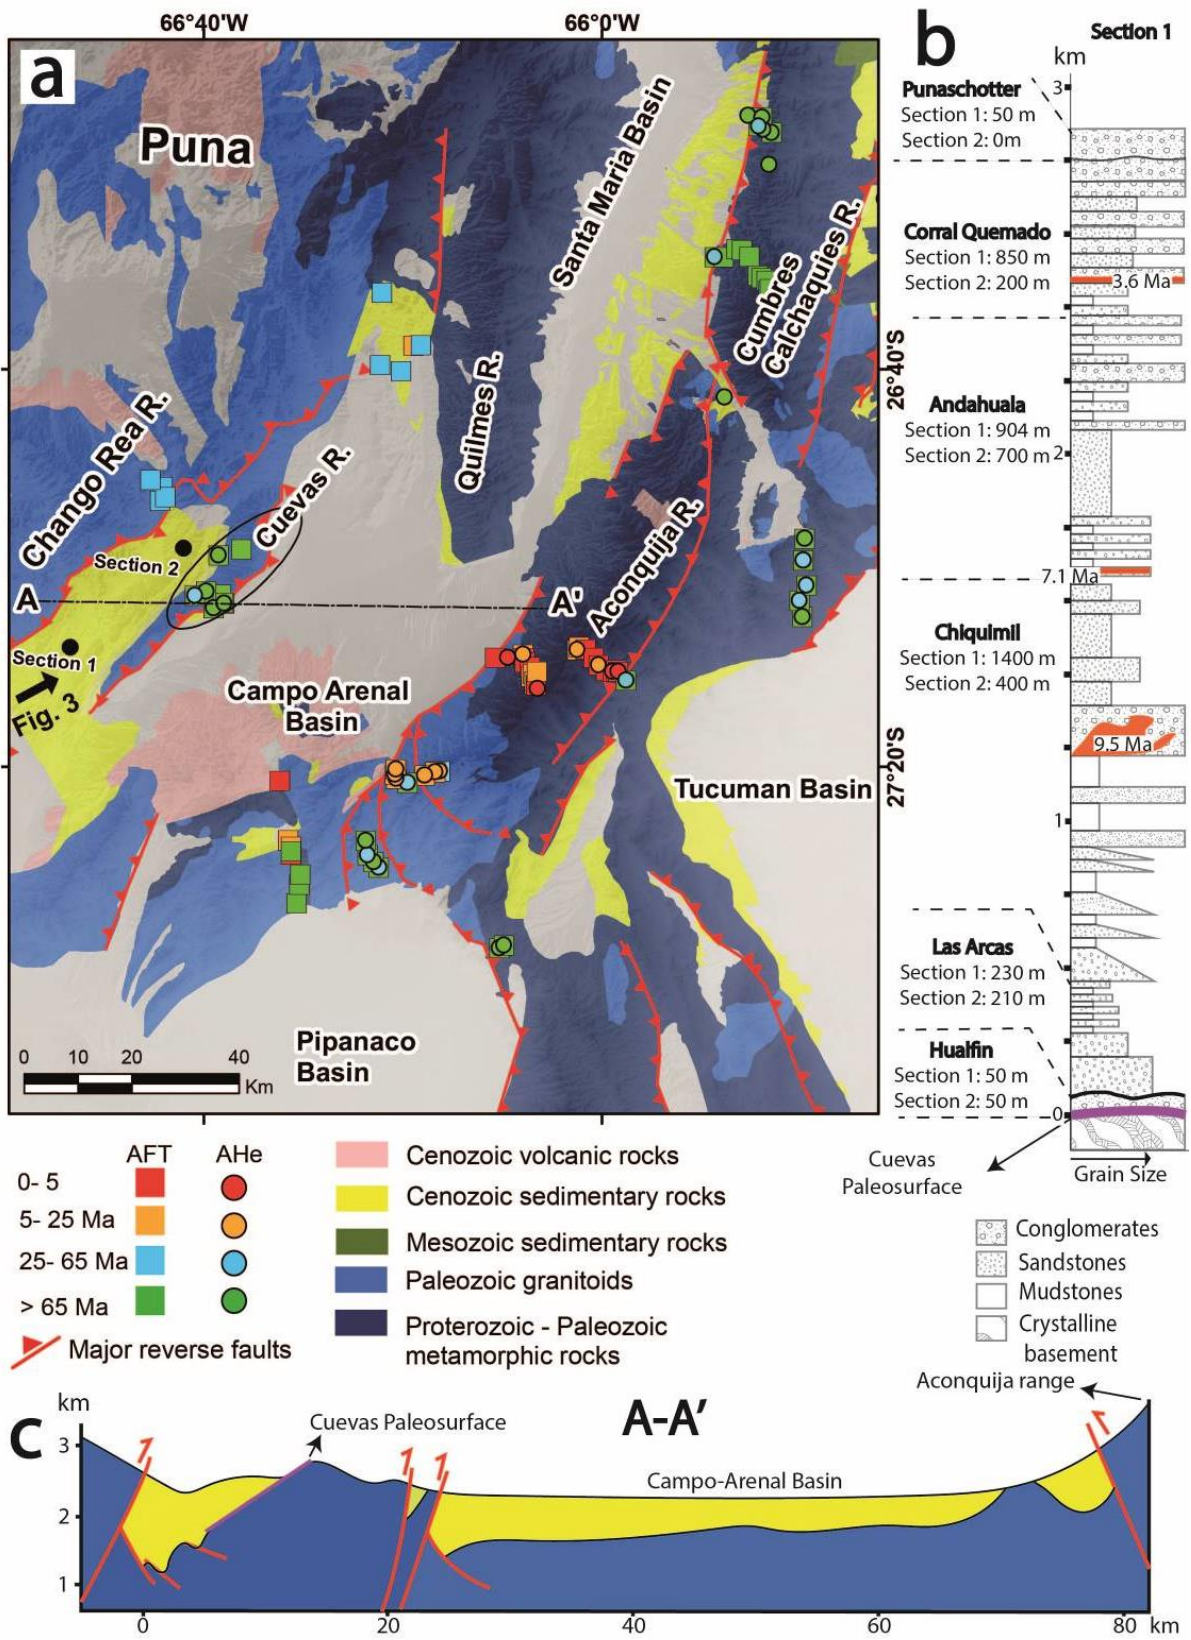 66°40'W
66°0'W
a
Puna
Santa Maria Basin
Cumbres
Calchaquies R.
26°40'S
Quilmes R.
Chango Rea R.
Cuevas R.
Section 2
A
A'
Aconquija R.
Section 1
Fig. 3
Campo Arenal
Basin
27°20'S
Tucuman Basin
Pipanaco
Basin
0 10 20 40
Km
b
Section 1
km
3
Punaschotter
Section 1: 50 m
Section 2: 0m
Corral Quemado
Section 1: 850 m
Section 2: 200 m
3.6 Ma
Andahuala
Section 1: 904 m
Section 2: 700 m
2
7.1 Ma
Chiquimil
Section 1: 1400 m
Section 2: 400 m
9.5 Ma
1
Las Arcas
Section 1: 230 m
Section 2: 210 m
Hualfin
Section 1: 50 m
Section 2: 50 m
0
Cuevas
Paleosurface
Grain Size
Conglomerates
Sandstones
Mudstones
Crystalline
basement
AFT AHe
0- 5
5- 25 Ma
25- 65 Ma
> 65 Ma
Major reverse faults
Cenozoic volcanic rocks
Cenozoic sedimentary rocks
Mesozoic sedimentary rocks
Paleozoic granitoids
Proterozoic - Paleozoic
metamorphic rocks
Aconquija range
c
km
A-A'
Cuevas Paleosurface
Campo-Arenal Basin
3
2
1
0 20 40 60 80 km